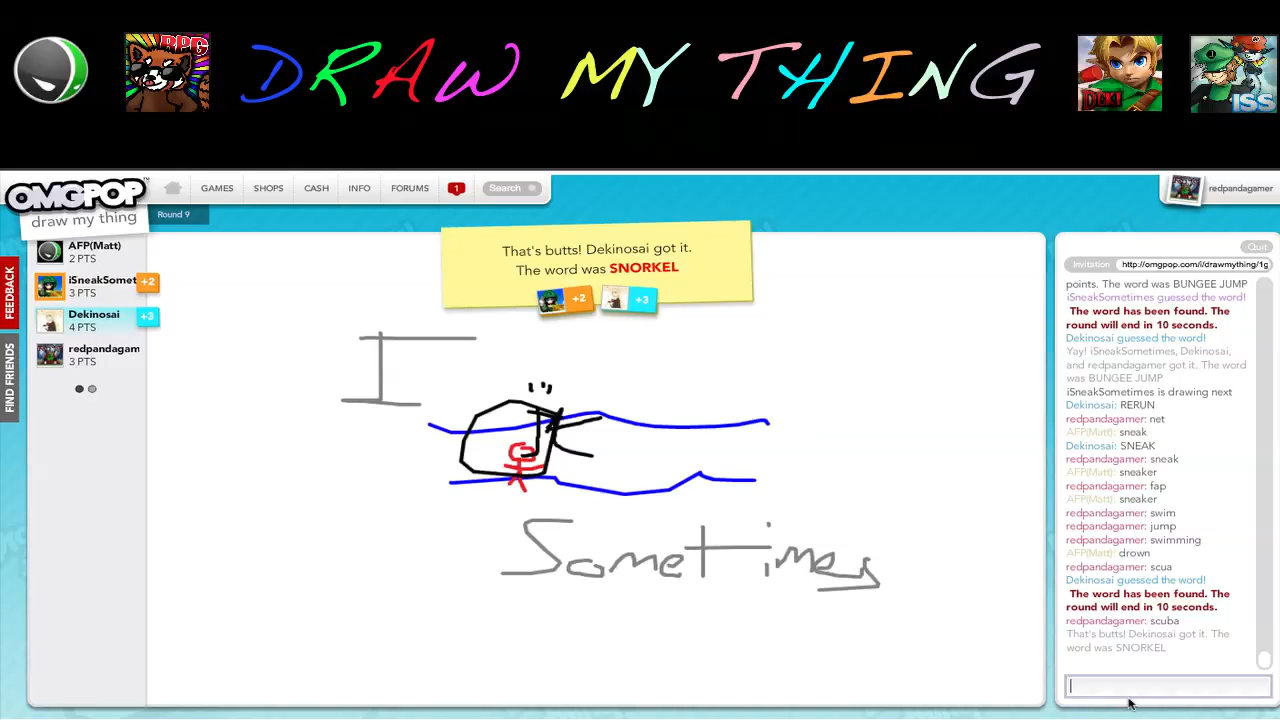 RPG
DRAW MY THING
DEKI
ISS
OMGPOP™
draw my thing
GAMES
SHOPS
CASH
INFO
FORUMS
1
Search
redpandagamer
Round 9
FEEDBACK
FIND FRIENDS
AFP(Matt)
2 PTS
iSneakSomet
+2
3 PTS
Dekinosai
+3
4 PTS
redpandagam
3 PTS
That's butts! Dekinosai got it.
The word was SNORKEL
+2
+3
I
Sometimes
Quit
Invitation
http://omgpop.com/i/drawmything/1g
points. The word was BUNGEE JUMP
iSneakSometimes guessed the word!
The word has been found. The
round will end in 10 seconds.
Dekinosai guessed the word!
Yay! iSneakSometimes, Dekinosai,
and redpandagamer got it. The word
was BUNGEE JUMP
iSneakSometimes is drawing next
Dekinosai: RERUN
redpandagamer: net
AFP(Matt): sneak
Dekinosai: SNEAK
redpandagamer: sneak
AFP(Matt): sneaker
redpandagamer: fap
AFP(Matt): sneaker
redpandagamer: swim
redpandagamer: jump
redpandagamer: swimming
AFP(Matt): drown
redpandagamer: scua
Dekinosai guessed the word!
The word has been found. The
round will end in 10 seconds.
redpandagamer: scuba
That's butts! Dekinosai got it. The
word was SNORKEL